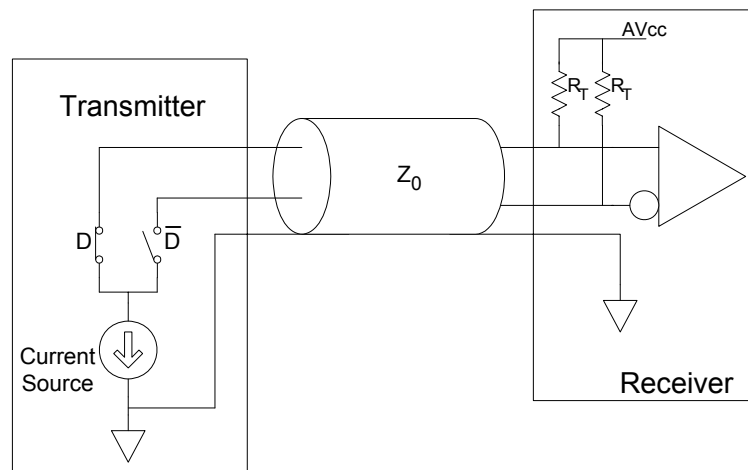 AVcc
Transmitter
R_T R_T
Z_0
D D̅
Current
Source
Receiver